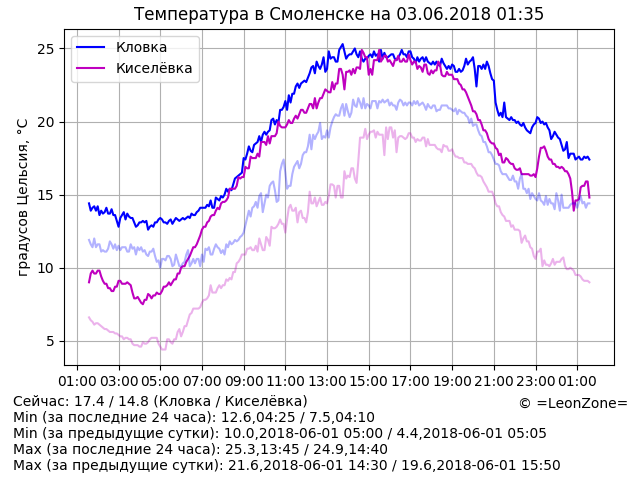 Температура в Смоленске на 03.06.2018 01:35
Кловка
Киселёвка
градусов Цельсия, °C
25
20
15
10
5
01:00 03:00 05:00 07:00 09:00 11:00 13:00 15:00 17:00 19:00 21:00 23:00 01:00
Сейчас: 17.4 / 14.8 (Кловка / Киселёвка)
© =LeonZone=
Min (за последние 24 часа): 12.6,04:25 / 7.5,04:10
Min (за предыдущие сутки): 10.0,2018-06-01 05:00 / 4.4,2018-06-01 05:05
Max (за последние 24 часа): 25.3,13:45 / 24.9,14:40
Max (за предыдущие сутки): 21.6,2018-06-01 14:30 / 19.6,2018-06-01 15:50